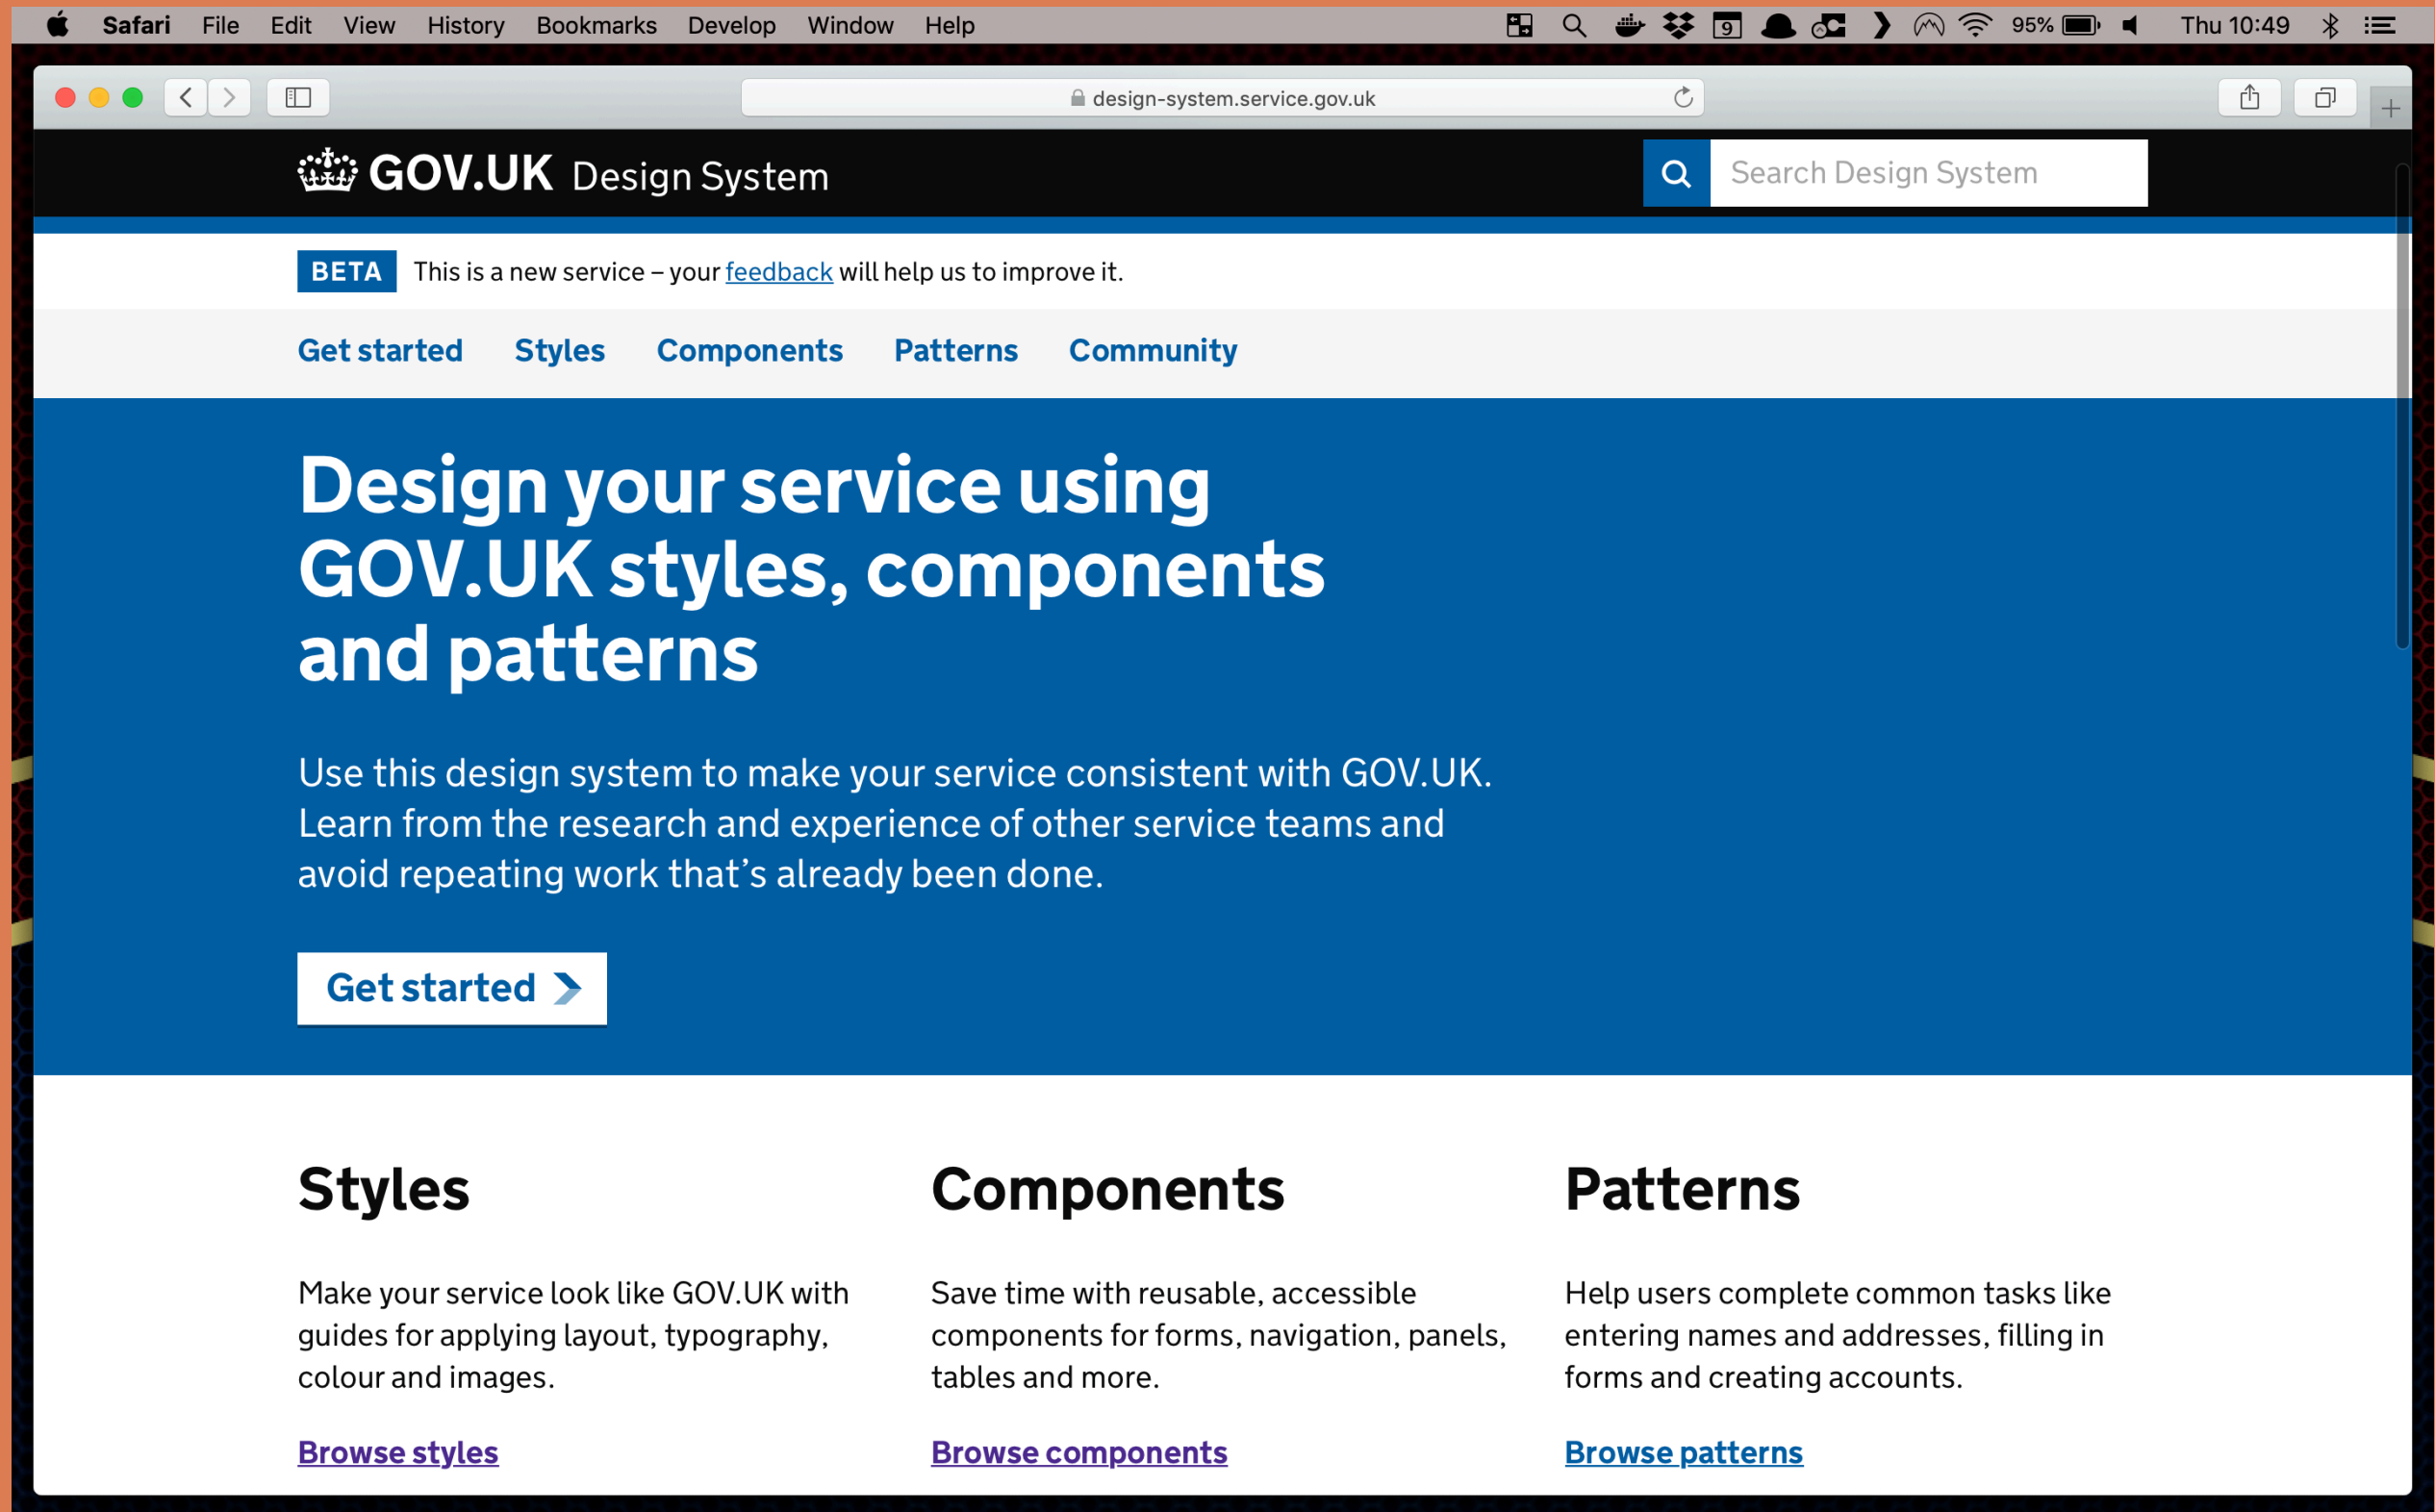 Safari File Edit View History Bookmarks Develop Window Help 9 95% Thu 10:49
design-system.service.gov.uk
GOV.UK Design System Search Design System
BETA This is a new service – your feedback will help us to improve it.
Get started Styles Components Patterns Community
Design your service using
GOV.UK styles, components
and patterns
Use this design system to make your service consistent with GOV.UK.
Learn from the research and experience of other service teams and
avoid repeating work that’s already been done.
Get started
Styles
Make your service look like GOV.UK with
guides for applying layout, typography,
colour and images.
Browse styles
Components
Save time with reusable, accessible
components for forms, navigation, panels,
tables and more.
Browse components
Patterns
Help users complete common tasks like
entering names and addresses, filling in
forms and creating accounts.
Browse patterns